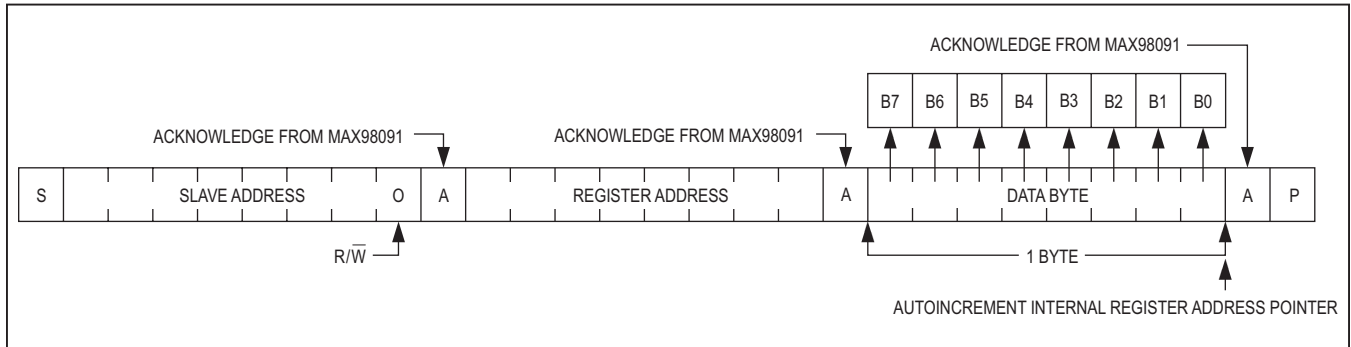 ACKNOWLEDGE FROM MAX98091
B7 B6 B5 B4 B3 B2 B1 B0
ACKNOWLEDGE FROM MAX98091
ACKNOWLEDGE FROM MAX98091
S SLAVE ADDRESS O A REGISTER ADDRESS A DATA BYTE A P
R/W̅
1 BYTE
AUTOINCREMENT INTERNAL REGISTER ADDRESS POINTER